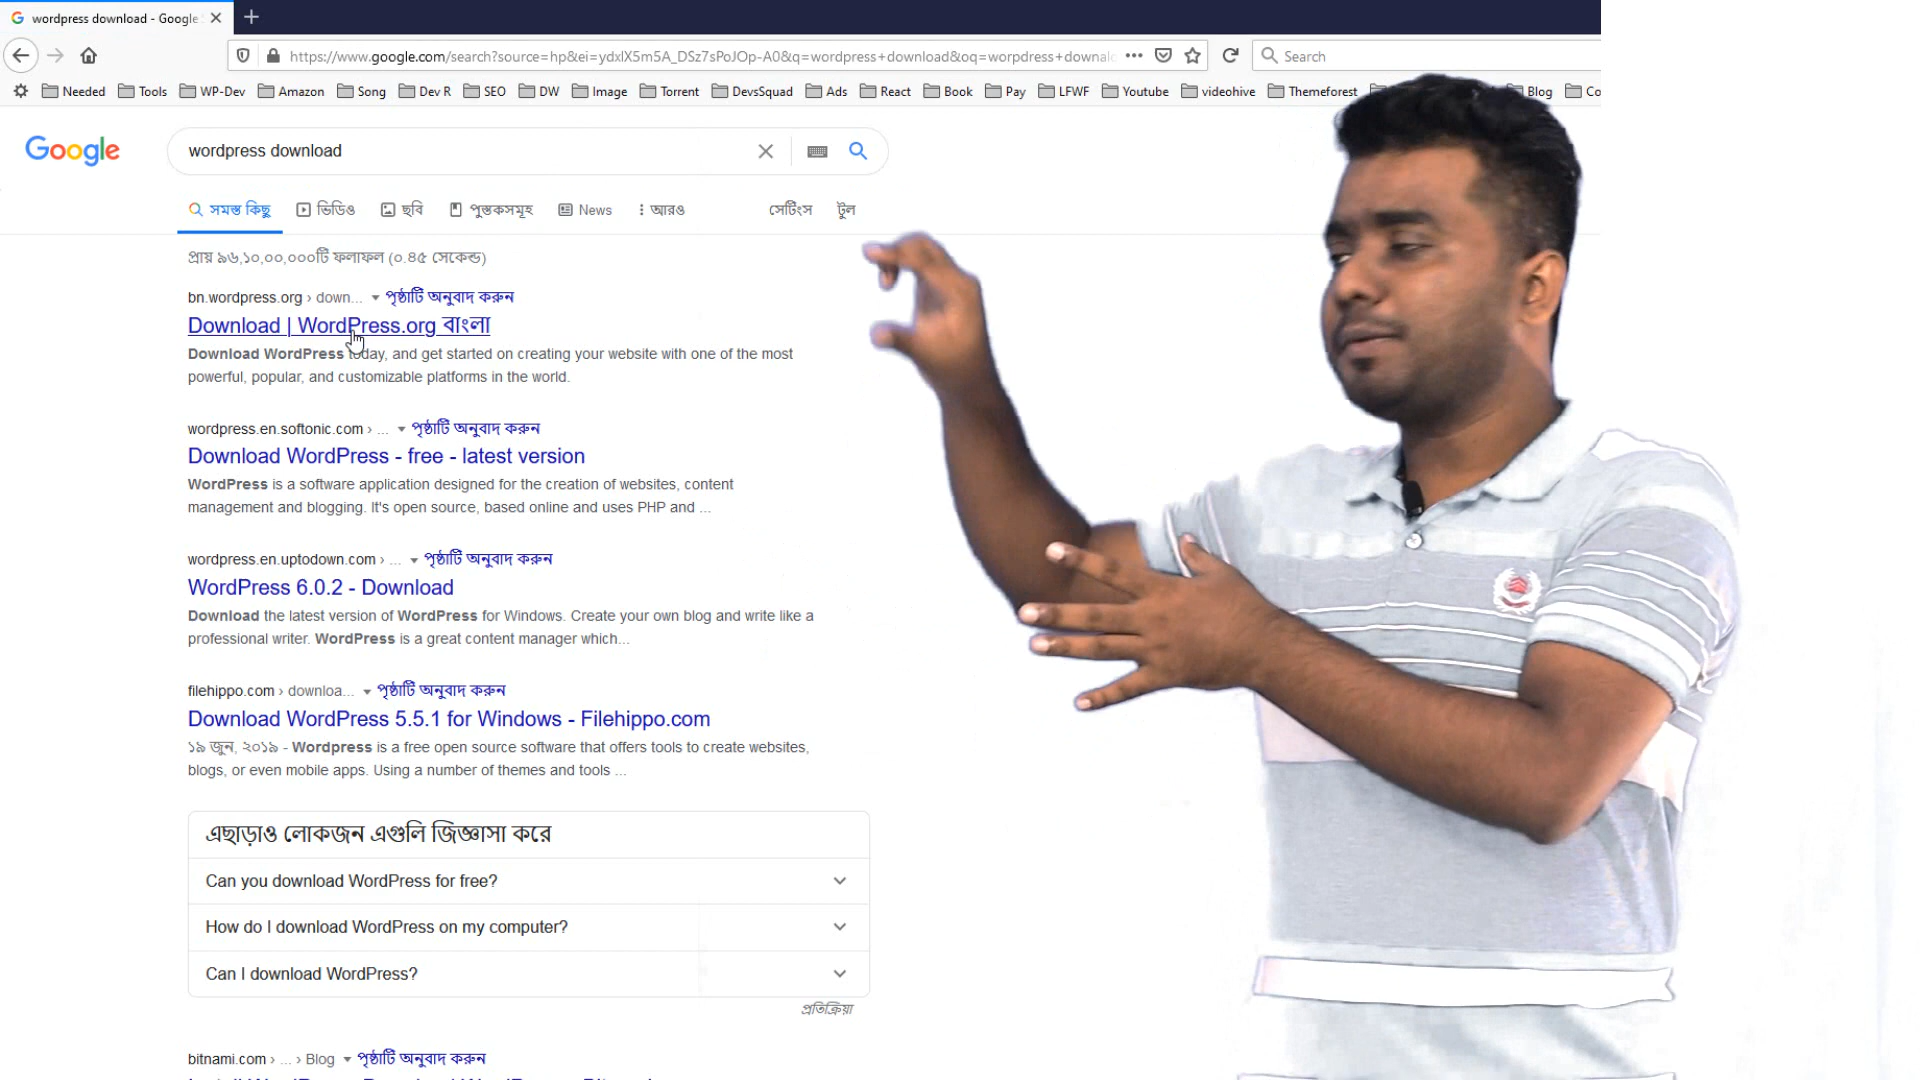 wordpress download - Google
https://www.google.com/search?source=hp&ei=ydxlX5m5A_DSz7sPoJOp-A0&q=wordpress+download&oq=worpdress+downal
Search
Needed Tools WP-Dev Amazon Song Dev R SEO DW Image Torrent DevsSquad Ads React Book Pay LFWF Youtube videohive Themeforest Blog Co
Google
wordpress download
সমস্ত কিছু ভিডিও ছবি পুস্তকসমূহ News আরও সেটিংস টুল
প্রায় ৯৬,১০,০০,০০০টি ফলাফল (০.৪৫ সেকেন্ড)
bn.wordpress.org › down... পৃষ্ঠাটি অনুবাদ করুন
Download | WordPress.org বাংলা
Download WordPress today, and get started on creating your website with one of the most
powerful, popular, and customizable platforms in the world.
wordpress.en.softonic.com › ... পৃষ্ঠাটি অনুবাদ করুন
Download WordPress - free - latest version
WordPress is a software application designed for the creation of websites, content
management and blogging. It's open source, based online and uses PHP and ...
wordpress.en.uptodown.com › ... পৃষ্ঠাটি অনুবাদ করুন
WordPress 6.0.2 - Download
Download the latest version of WordPress for Windows. Create your own blog and write like a
professional writer. WordPress is a great content manager which...
filehippo.com › downloa... পৃষ্ঠাটি অনুবাদ করুন
Download WordPress 5.5.1 for Windows - Filehippo.com
১৯ জুন, ২০১৯ - Wordpress is a free open source software that offers tools to create websites,
blogs, or even mobile apps. Using a number of themes and tools ...
এছাড়াও লোকজন এগুলি জিজ্ঞাসা করে
Can you download WordPress for free?
How do I download WordPress on my computer?
Can I download WordPress?
প্রতিক্রিয়া
bitnami.com › ... › Blog পৃষ্ঠাটি অনুবাদ করুন